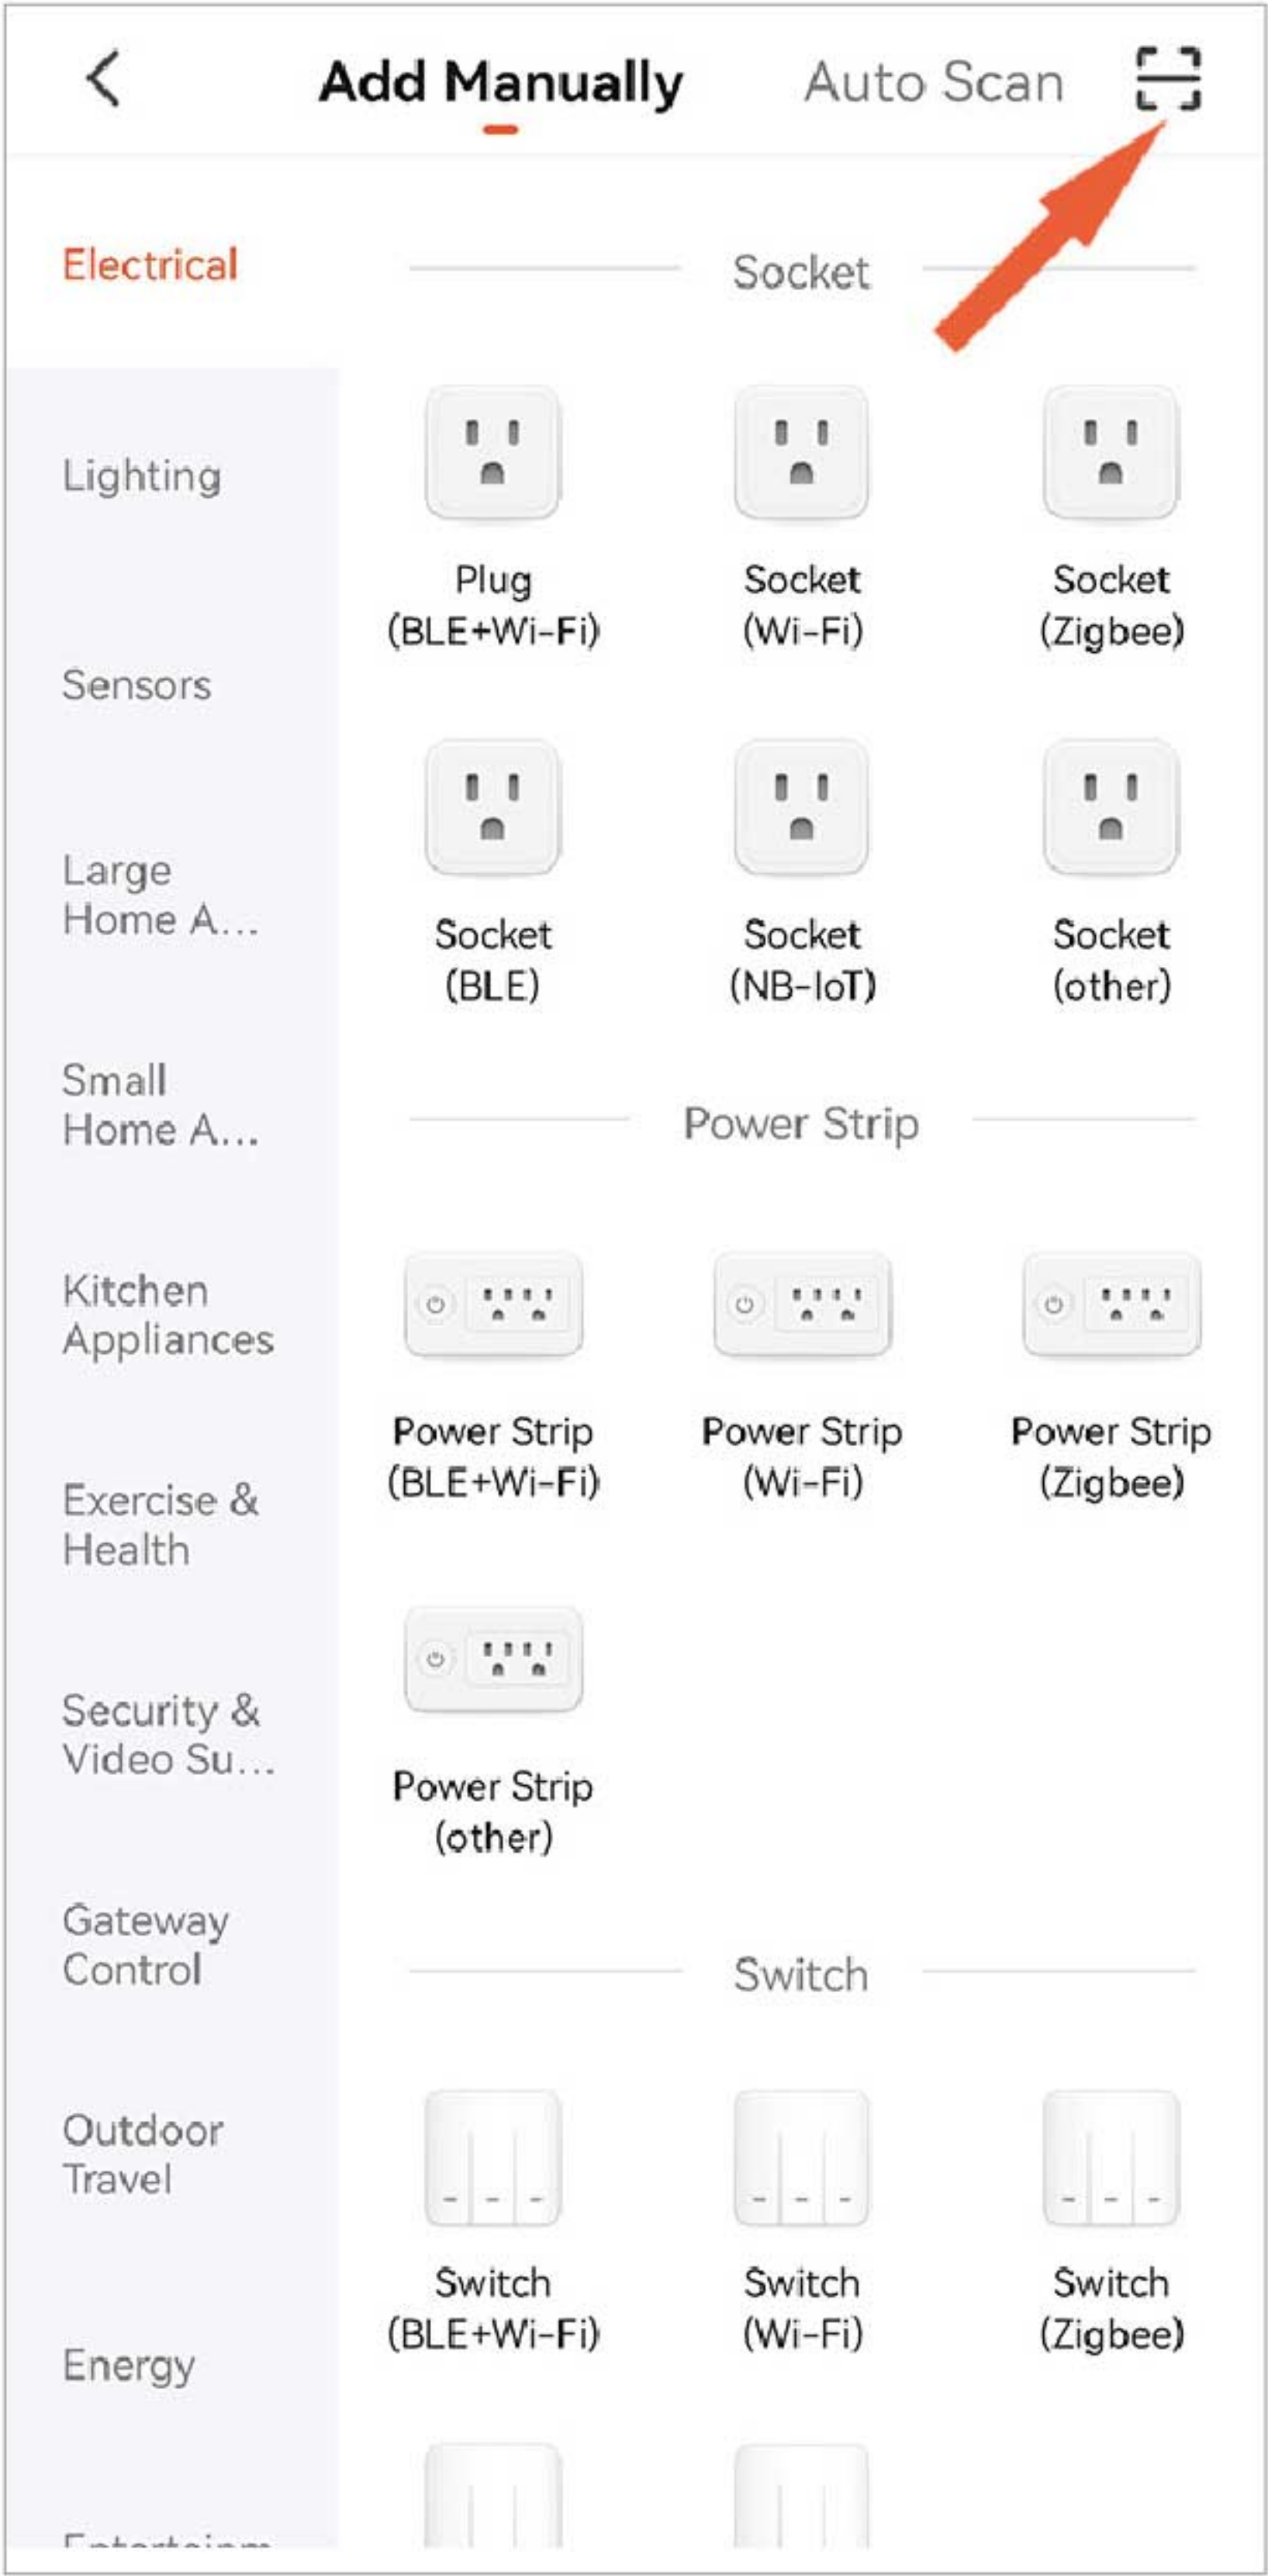 Add Manually
Auto Scan
Electrical
Lighting
Sensors
Large
Home A...
Small
Home A...
Kitchen
Appliances
Exercise &
Health
Security &
Video Su...
Gateway
Control
Outdoor
Travel
Energy
Socket
Plug
(BLE+Wi-Fi)
Socket
(Wi-Fi)
Socket
(Zigbee)
Socket
(BLE)
Socket
(NB-IoT)
Socket
(other)
Power Strip
Power Strip
(BLE+Wi-Fi)
Power Strip
(Wi-Fi)
Power Strip
(Zigbee)
Power Strip
(other)
Switch
Switch
(BLE+Wi-Fi)
Switch
(Wi-Fi)
Switch
(Zigbee)